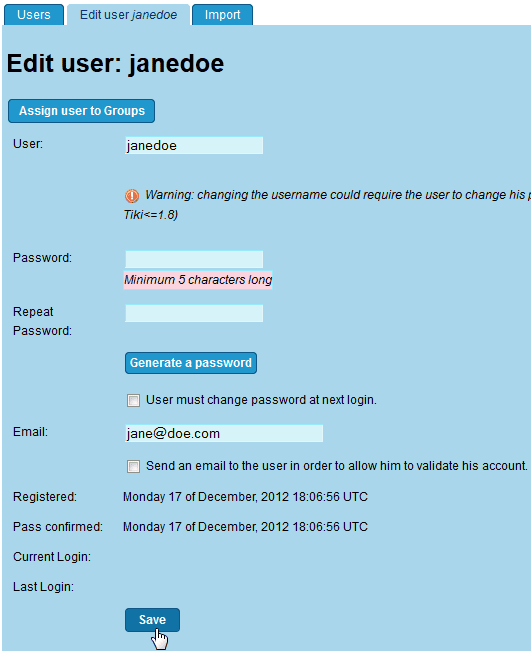 Users Edit user janedoe Import
Edit user: janedoe
Assign user to Groups
User: janedoe
Warning: changing the username could require the user to change his
Tiki<=1.8)
Password:
Minimum 5 characters long
Repeat
Password:
Generate a password
User must change password at next login.
Email: jane@doe.com
Send an email to the user in order to allow him to validate his account.
Registered: Monday 17 of December, 2012 18:06:56 UTC
Pass confirmed: Monday 17 of December, 2012 18:06:56 UTC
Current Login:
Last Login:
Save